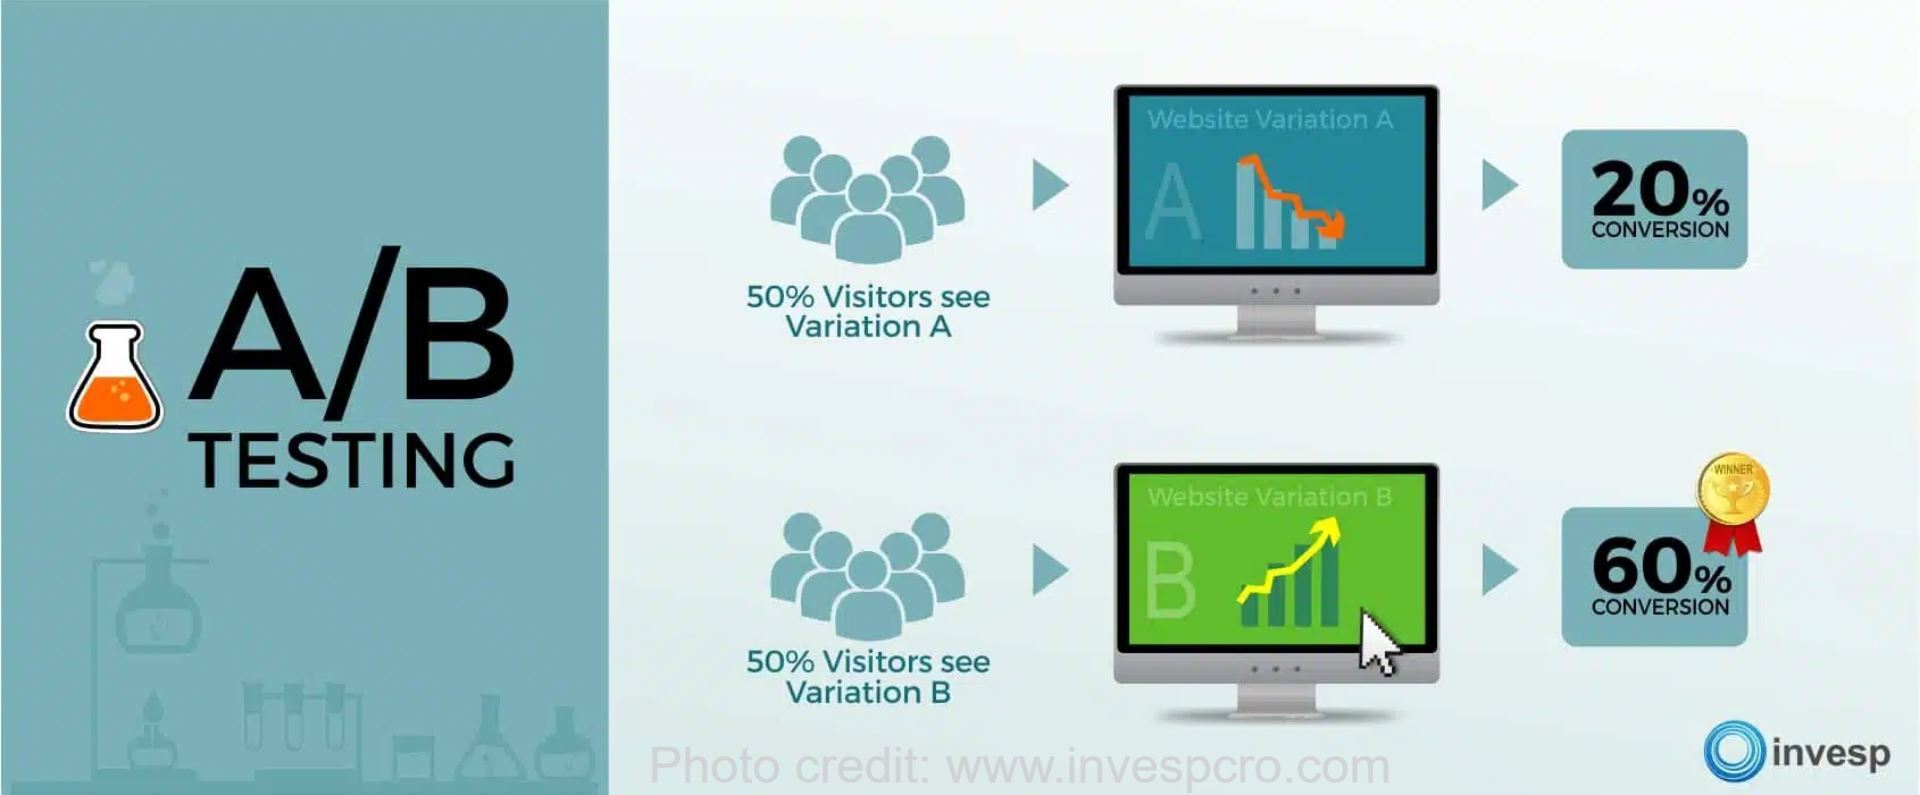 A/B
TESTING
50% Visitors see
Variation A
Website Variation A
A
20%
CONVERSION
50% Visitors see
Variation B
Website Variation B
B
WINNER
60%
CONVERSION
Photo credit: www.invespcro.com
invesp